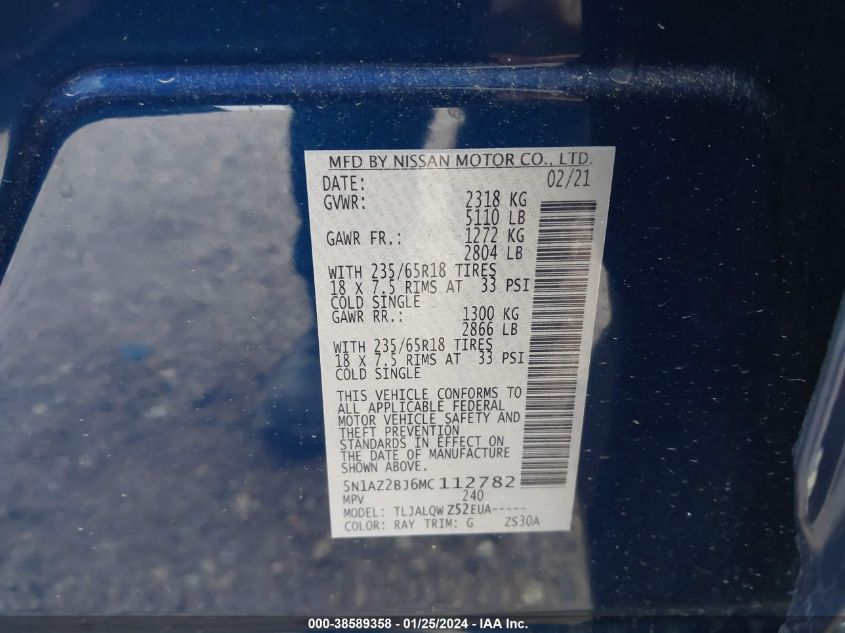 MFD BY NISSAN MOTOR CO., LTD.
DATE: 02/21
GVWR: 2318 KG
5110 LB
GAWR FR.: 1272 KG
2804 LB
WITH 235/65R18 TIRES
18 X 7.5 RIMS AT 33 PSI
COLD SINGLE
GAWR RR.: 1300 KG
2866 LB
WITH 235/65R18 TIRES
18 X 7.5 RIMS AT 33 PSI
COLD SINGLE
THIS VEHICLE CONFORMS TO
ALL APPLICABLE FEDERAL
MOTOR VEHICLE SAFETY AND
THEFT PREVENTION
STANDARDS IN EFFECT ON
THE DATE OF MANUFACTURE
SHOWN ABOVE.
5N1AZ2BJ6MC112782
MPV 240
MODEL: TLJALQW Z52EUA-----
COLOR: RAY TRIM: G ZS30A
000-38589358 - 01/25/2024 - Copyright © IAA, Inc.